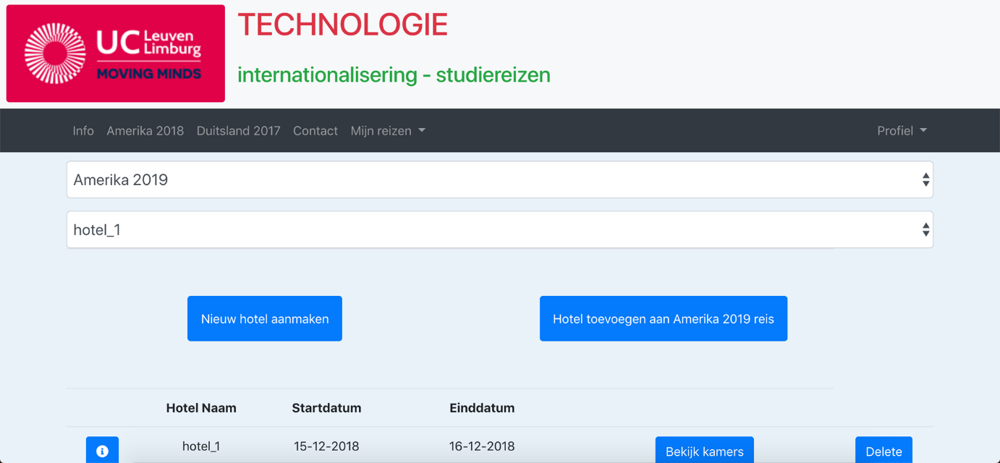 UC Leuven
Limburg
MOVING MINDS
TECHNOLOGIE
internationalisering - studiereizen
Info Amerika 2018 Duitsland 2017 Contact Mijn reizen Profiel
Amerika 2019
hotel_1
Nieuw hotel aanmaken Hotel toevoegen aan Amerika 2019 reis
Hotel Naam Startdatum Einddatum
hotel_1 15-12-2018 16-12-2018 Bekijk kamers Delete